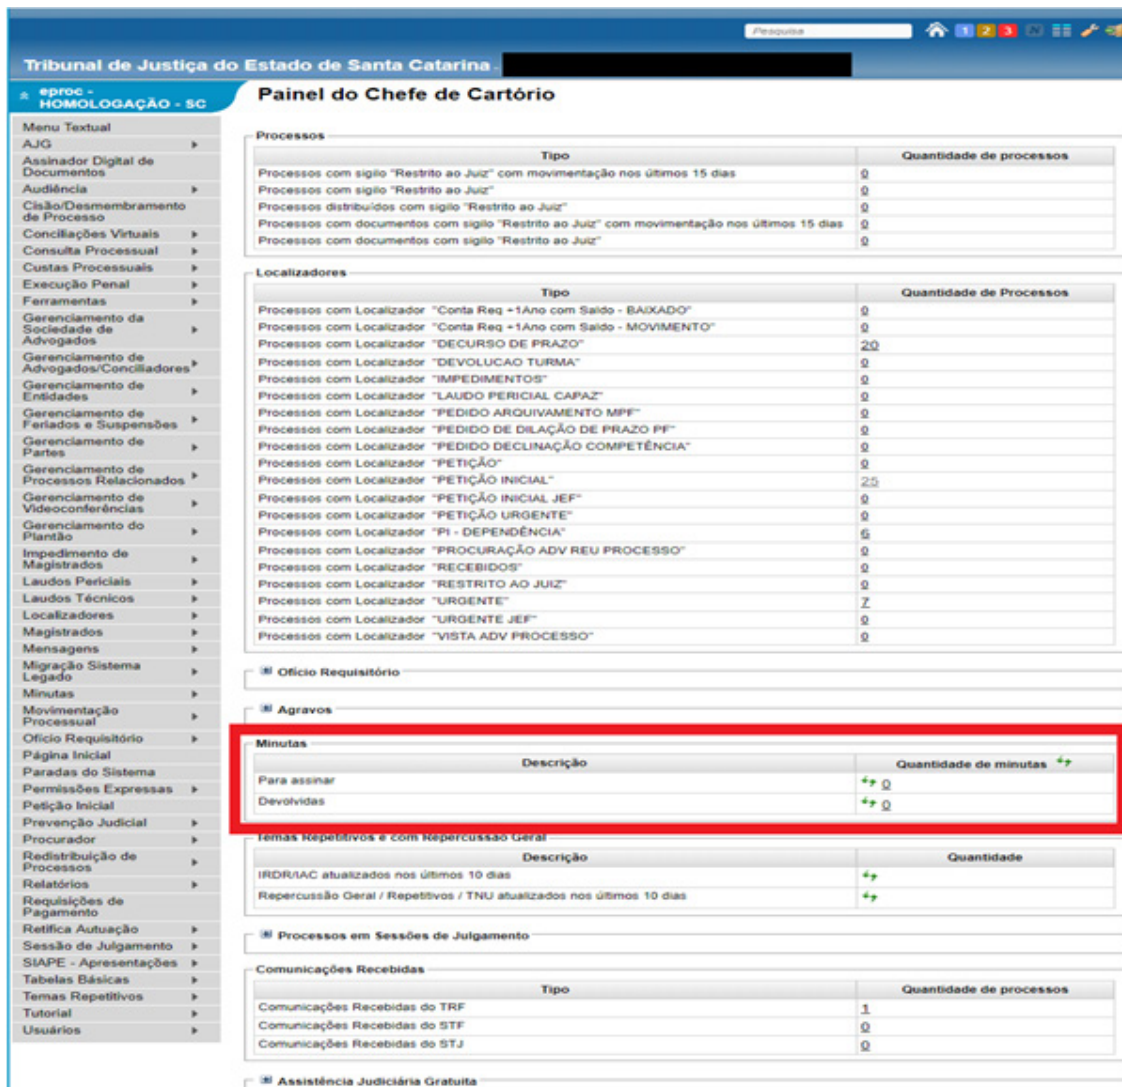 Pesquisa
1 2 3 N
Tribunal de Justiça do Estado de Santa Catarina -
eproc -
HOMOLOGAÇÃO - SC
Painel do Chefe de Cartório
Menu Textual
AJG
Assinador Digital de
Documentos
Audiência
Cisão/Desmembramento
de Processo
Conciliações Virtuais
Consulta Processual
Custas Processuais
Execução Penal
Ferramentas
Gerenciamento da
Sociedade de
Advogados
Gerenciamento de
Advogados/Conciliadores
Gerenciamento de
Entidades
Gerenciamento de
Feriados e Suspensões
Gerenciamento de
Partes
Gerenciamento de
Processos Relacionados
Gerenciamento de
Videoconferências
Gerenciamento do
Plantão
Impedimento de
Magistrados
Laudos Periciais
Laudos Técnicos
Localizadores
Magistrados
Mensagens
Migração Sistema
Legado
Minutas
Movimentação
Processual
Ofício Requisitório
Página Inicial
Paradas do Sistema
Permissões Expressas
Petição Inicial
Prevenção Judicial
Procurador
Redistribuição de
Processos
Relatórios
Requisições de
Pagamento
Retifica Autuação
Sessão de Julgamento
SIAPE - Apresentações
Tabelas Básicas
Temas Repetitivos
Tutorial
Usuários
Processos
Tipo Quantidade de processos
Processos com sigilo "Restrito ao Juiz" com movimentação nos últimos 15 dias 0
Processos com sigilo "Restrito ao Juiz" 0
Processos distribuídos com sigilo "Restrito ao Juiz" 0
Processos com documentos com sigilo "Restrito ao Juiz" com movimentação nos últimos 15 dias 0
Processos com documentos com sigilo "Restrito ao Juiz" 0
Localizadores
Tipo Quantidade de Processos
Processos com Localizador "Conta Req +1Ano com Saldo - BAIXADO" 0
Processos com Localizador "Conta Req +1Ano com Saldo - MOVIMENTO" 0
Processos com Localizador "DECURSO DE PRAZO" 20
Processos com Localizador "DEVOLUCAO TURMA" 0
Processos com Localizador "IMPEDIMENTOS" 0
Processos com Localizador "LAUDO PERICIAL CAPAZ" 0
Processos com Localizador "PEDIDO ARQUIVAMENTO MPF" 0
Processos com Localizador "PEDIDO DE DILAÇÃO DE PRAZO PF" 0
Processos com Localizador "PEDIDO DECLINAÇÃO COMPETÊNCIA" 0
Processos com Localizador "PETIÇÃO" 0
Processos com Localizador "PETIÇÃO INICIAL" 25
Processos com Localizador "PETIÇÃO INICIAL JEF" 0
Processos com Localizador "PETIÇÃO URGENTE" 0
Processos com Localizador "PI - DEPENDÊNCIA" 6
Processos com Localizador "PROCURAÇÃO ADV REU PROCESSO" 0
Processos com Localizador "RECEBIDOS" 0
Processos com Localizador "RESTRITO AO JUIZ" 0
Processos com Localizador "URGENTE" 7
Processos com Localizador "URGENTE JEF" 0
Processos com Localizador "VISTA ADV PROCESSO" 0
Ofício Requisitório
Agravos
Minutas
Descrição Quantidade de minutas
Para assinar 0
Devolvidas 0
Temas Repetitivos e com Repercussão Geral
Descrição Quantidade
IRDR/IAC atualizados nos últimos 10 dias
Repercussão Geral / Repetitivos / TNU atualizados nos últimos 10 dias
Processos em Sessões de Julgamento
Comunicações Recebidas
Tipo Quantidade de processos
Comunicações Recebidas do TRF 1
Comunicações Recebidas do STF 0
Comunicações Recebidas do STJ 0
Assistência Judiciária Gratuita